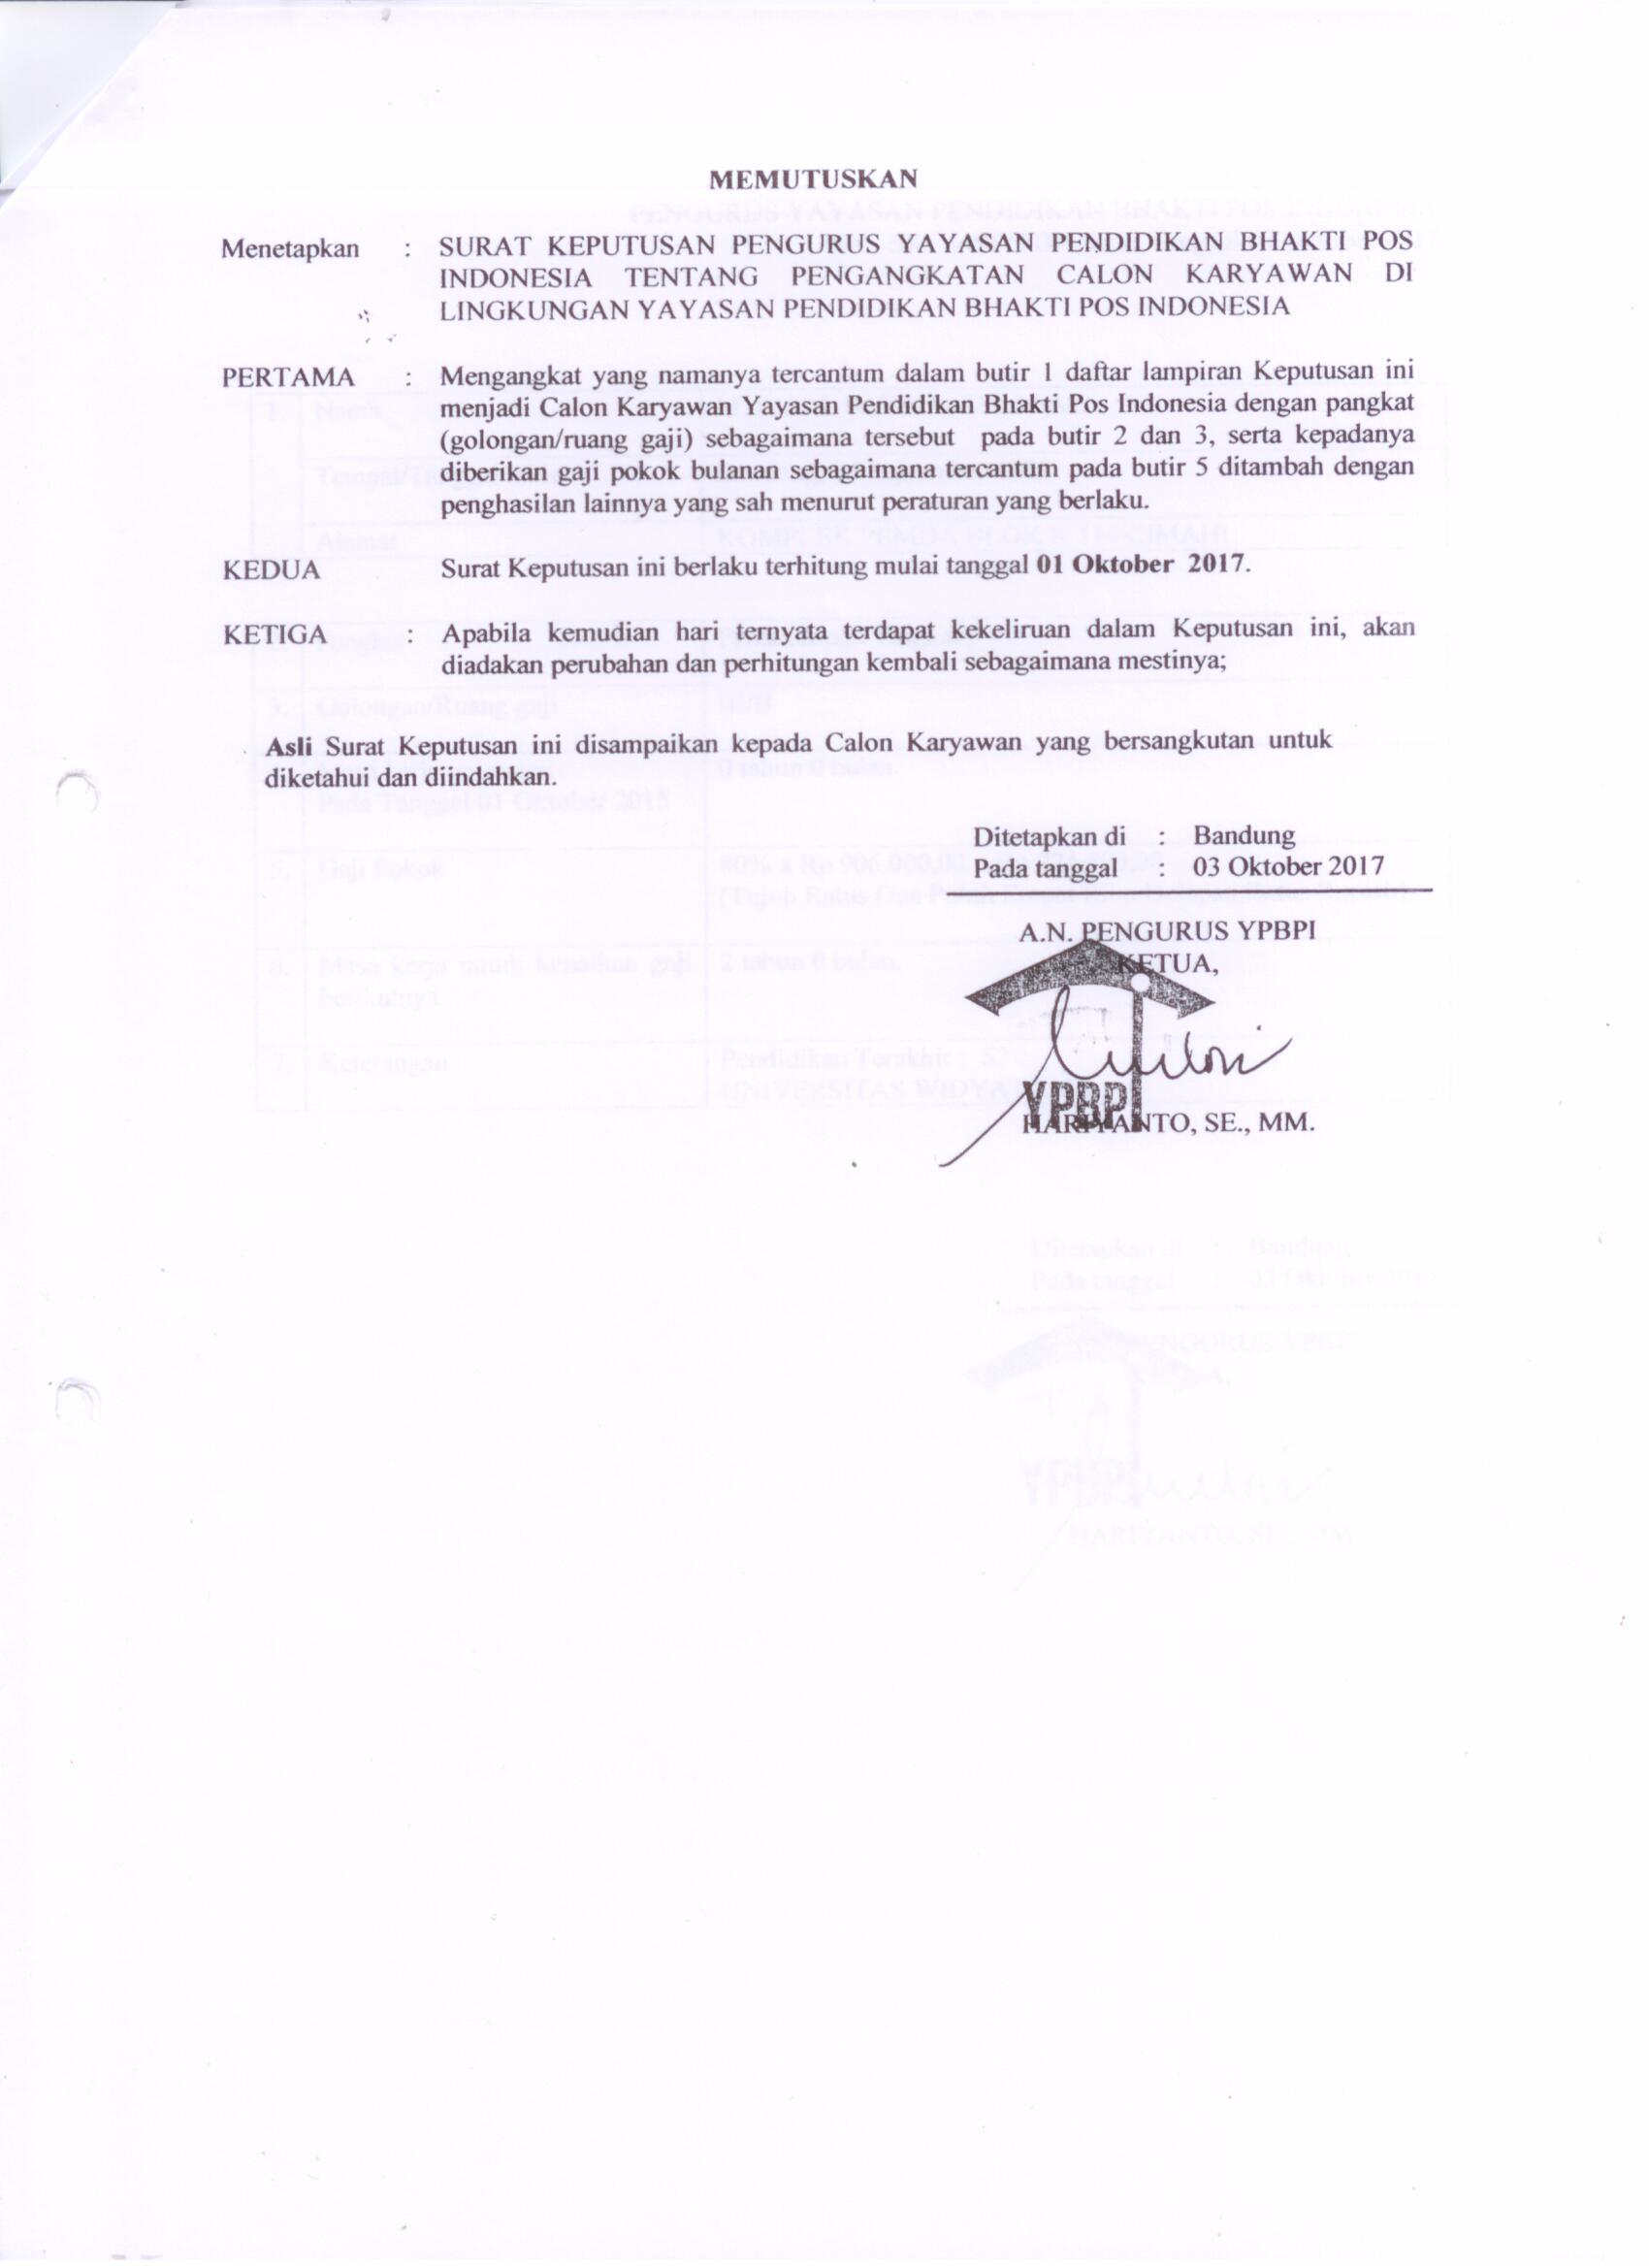 MEMUTUSKAN
Menetapkan : SURAT KEPUTUSAN PENGURUS YAYASAN PENDIDIKAN BHAKTI POS
INDONESIA TENTANG PENGANGKATAN CALON KARYAWAN DI
LINGKUNGAN YAYASAN PENDIDIKAN BHAKTI POS INDONESIA
PERTAMA : Mengangkat yang namanya tercantum dalam butir 1 daftar lampiran Keputusan ini
menjadi Calon Karyawan Yayasan Pendidikan Bhakti Pos Indonesia dengan pangkat
(golongan/ruang gaji) sebagaimana tersebut pada butir 2 dan 3, serta kepadanya
diberikan gaji pokok bulanan sebagaimana tercantum pada butir 5 ditambah dengan
penghasilan lainnya yang sah menurut peraturan yang berlaku.
KEDUA Surat Keputusan ini berlaku terhitung mulai tanggal 01 Oktober 2017.
KETIGA : Apabila kemudian hari ternyata terdapat kekeliruan dalam Keputusan ini, akan
diadakan perubahan dan perhitungan kembali sebagaimana mestinya;
Asli Surat Keputusan ini disampaikan kepada Calon Karyawan yang bersangkutan untuk
diketahui dan diindahkan.
Ditetapkan di : Bandung
Pada tanggal : 03 Oktober 2017
A.N. PENGURUS YPBPI
KETUA,
YPBPI
HARIYANTO, SE., MM.